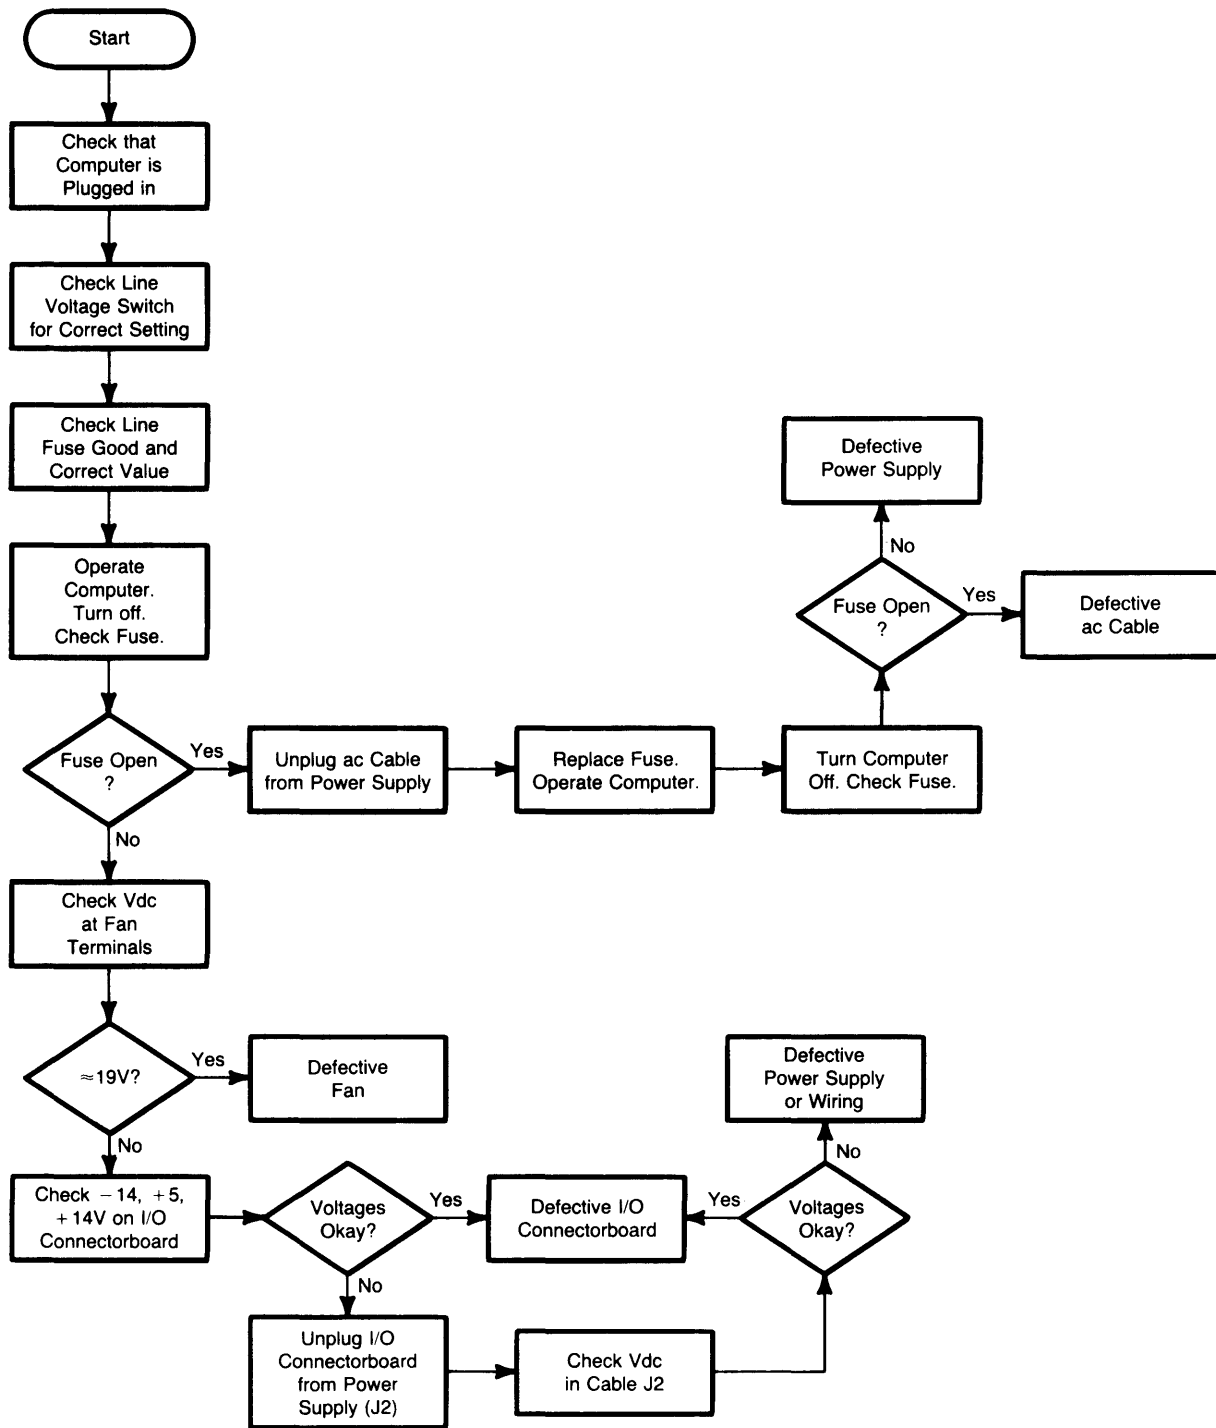 Start
Check that
Computer is
Plugged in
Check Line
Voltage Switch
for Correct Setting
Check Line
Fuse Good and
Correct Value
Operate
Computer.
Turn off.
Check Fuse.
Fuse Open
?
Yes
No
Unplug ac Cable
from Power Supply
Replace Fuse.
Operate Computer.
Turn Computer
Off. Check Fuse.
Fuse Open
?
No
Yes
Defective
Power Supply
Defective
ac Cable
Check Vdc
at Fan
Terminals
≈19V?
Yes
No
Defective
Fan
Check −14, +5,
+14V on I/O
Connectorboard
Voltages
Okay?
Yes
No
Defective I/O
Connectorboard
Unplug I/O
Connectorboard
from Power
Supply (J2)
Check Vdc
in Cable J2
Voltages
Okay?
Yes
No
Defective
Power Supply
or Wiring